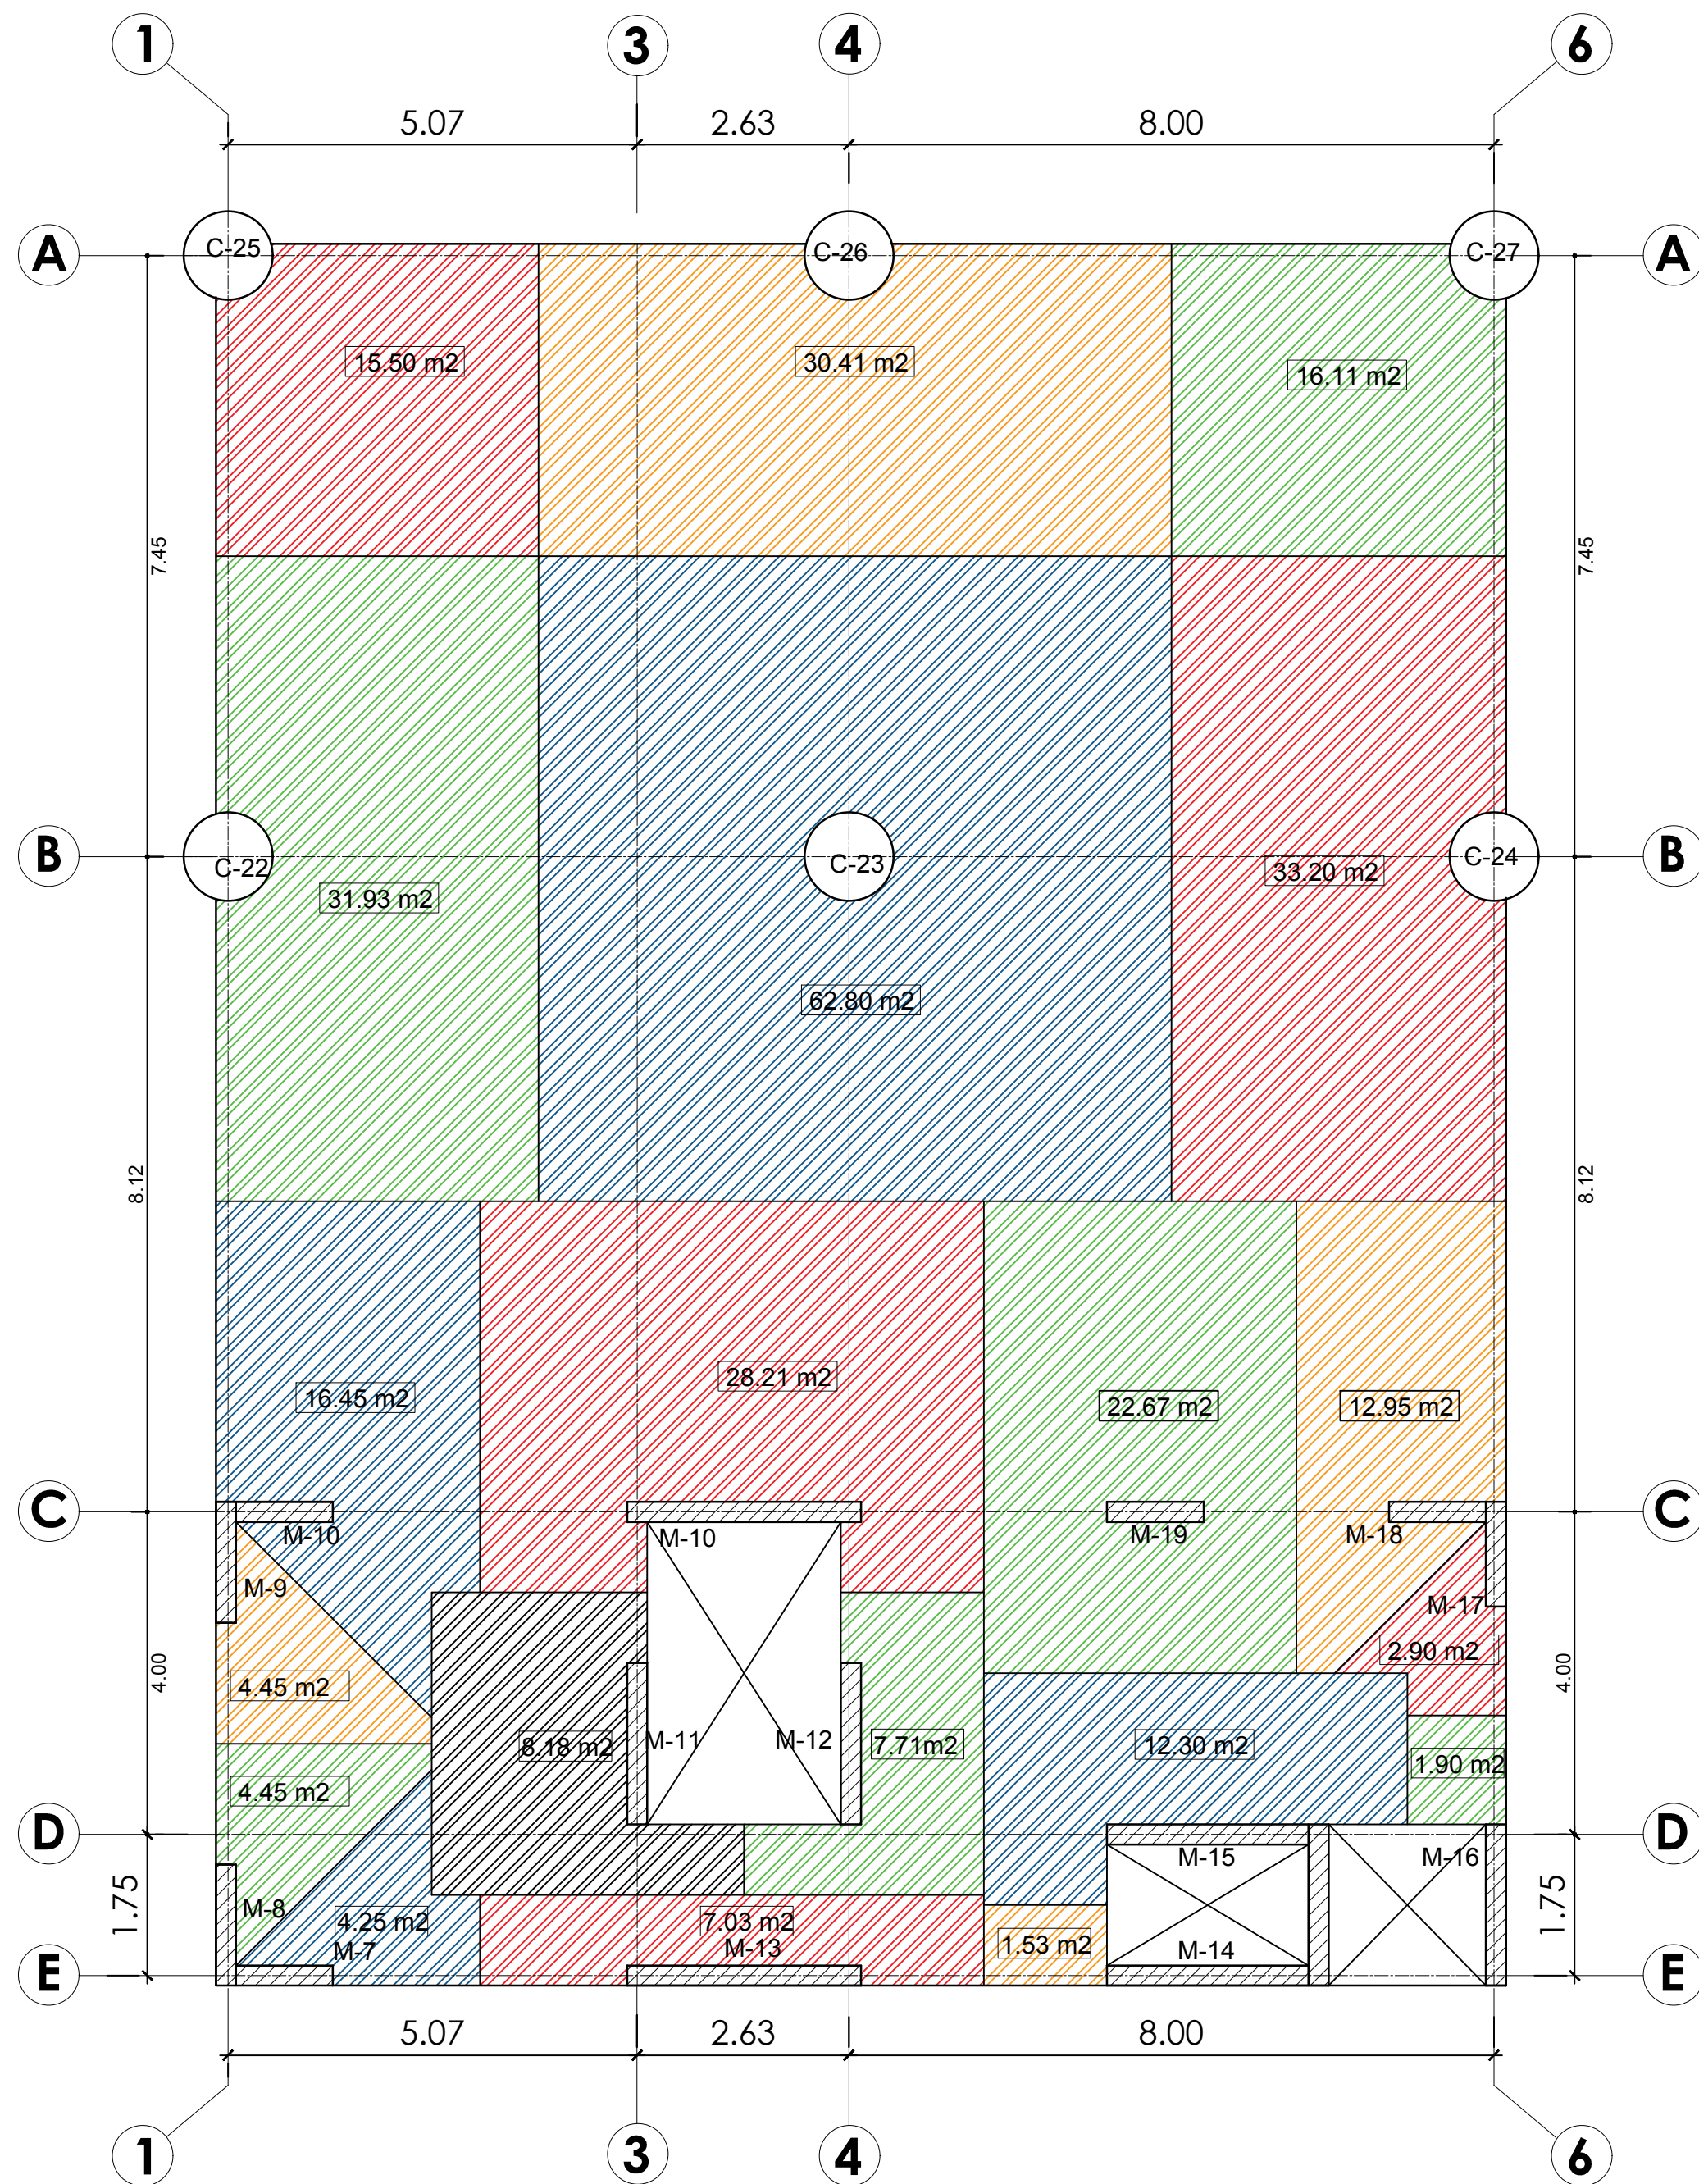 1
3
4
6
5.07
2.63
8.00
A
C-25
C-26
C-27
A
15.50 m2
30.41 m2
16.11 m2
7.45
7.45
B
C-22
C-23
C-24
B
31.93 m2
33.20 m2
62.80 m2
8.12
8.12
16.45 m2
28.21 m2
22.67 m2
12.95 m2
C
C
M-10
M-10
M-19
M-18
M-9
M-17
4.00
4.00
4.45 m2
2.90 m2
8.18 m2
M-11
M-12
7.71m2
12.30 m2
1.90 m2
4.45 m2
D
D
M-15
M-16
1.75
1.75
M-8
4.25 m2
7.03 m2
1.53 m2
M-7
M-13
M-14
E
E
5.07
2.63
8.00
1
3
4
6